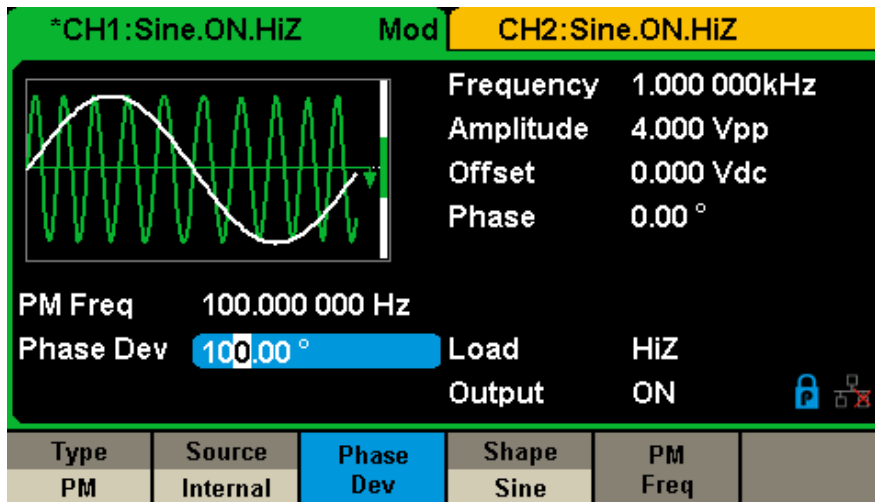 *CH1:Sine.ON.HiZ Mod CH2:Sine.ON.HiZ
Frequency 1.000 000kHz
Amplitude 4.000 Vpp
Offset 0.000 Vdc
Phase 0.00 °
PM Freq 100.000 000 Hz
Phase Dev 100.00 °
Load HiZ
Output ON
P
Type Source Phase Dev Shape PM Freq
PM Internal Sine